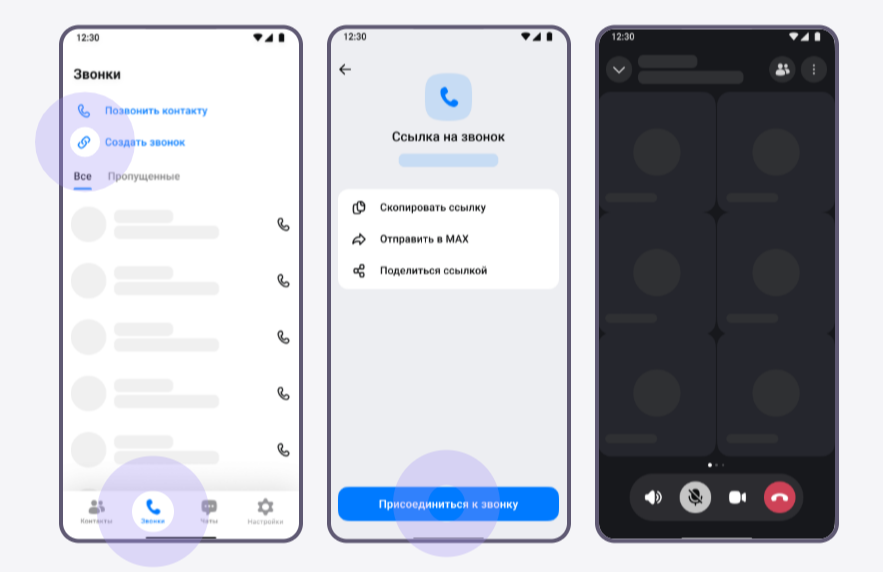 12:30
Звонки
Позвонить контакту
Создать звонок
Все Пропущенные
Контакты Звонки Чаты Настройки
12:30
Ссылка на звонок
Скопировать ссылку
Отправить в MAX
Поделиться ссылкой
Присоединиться к звонку
12:30